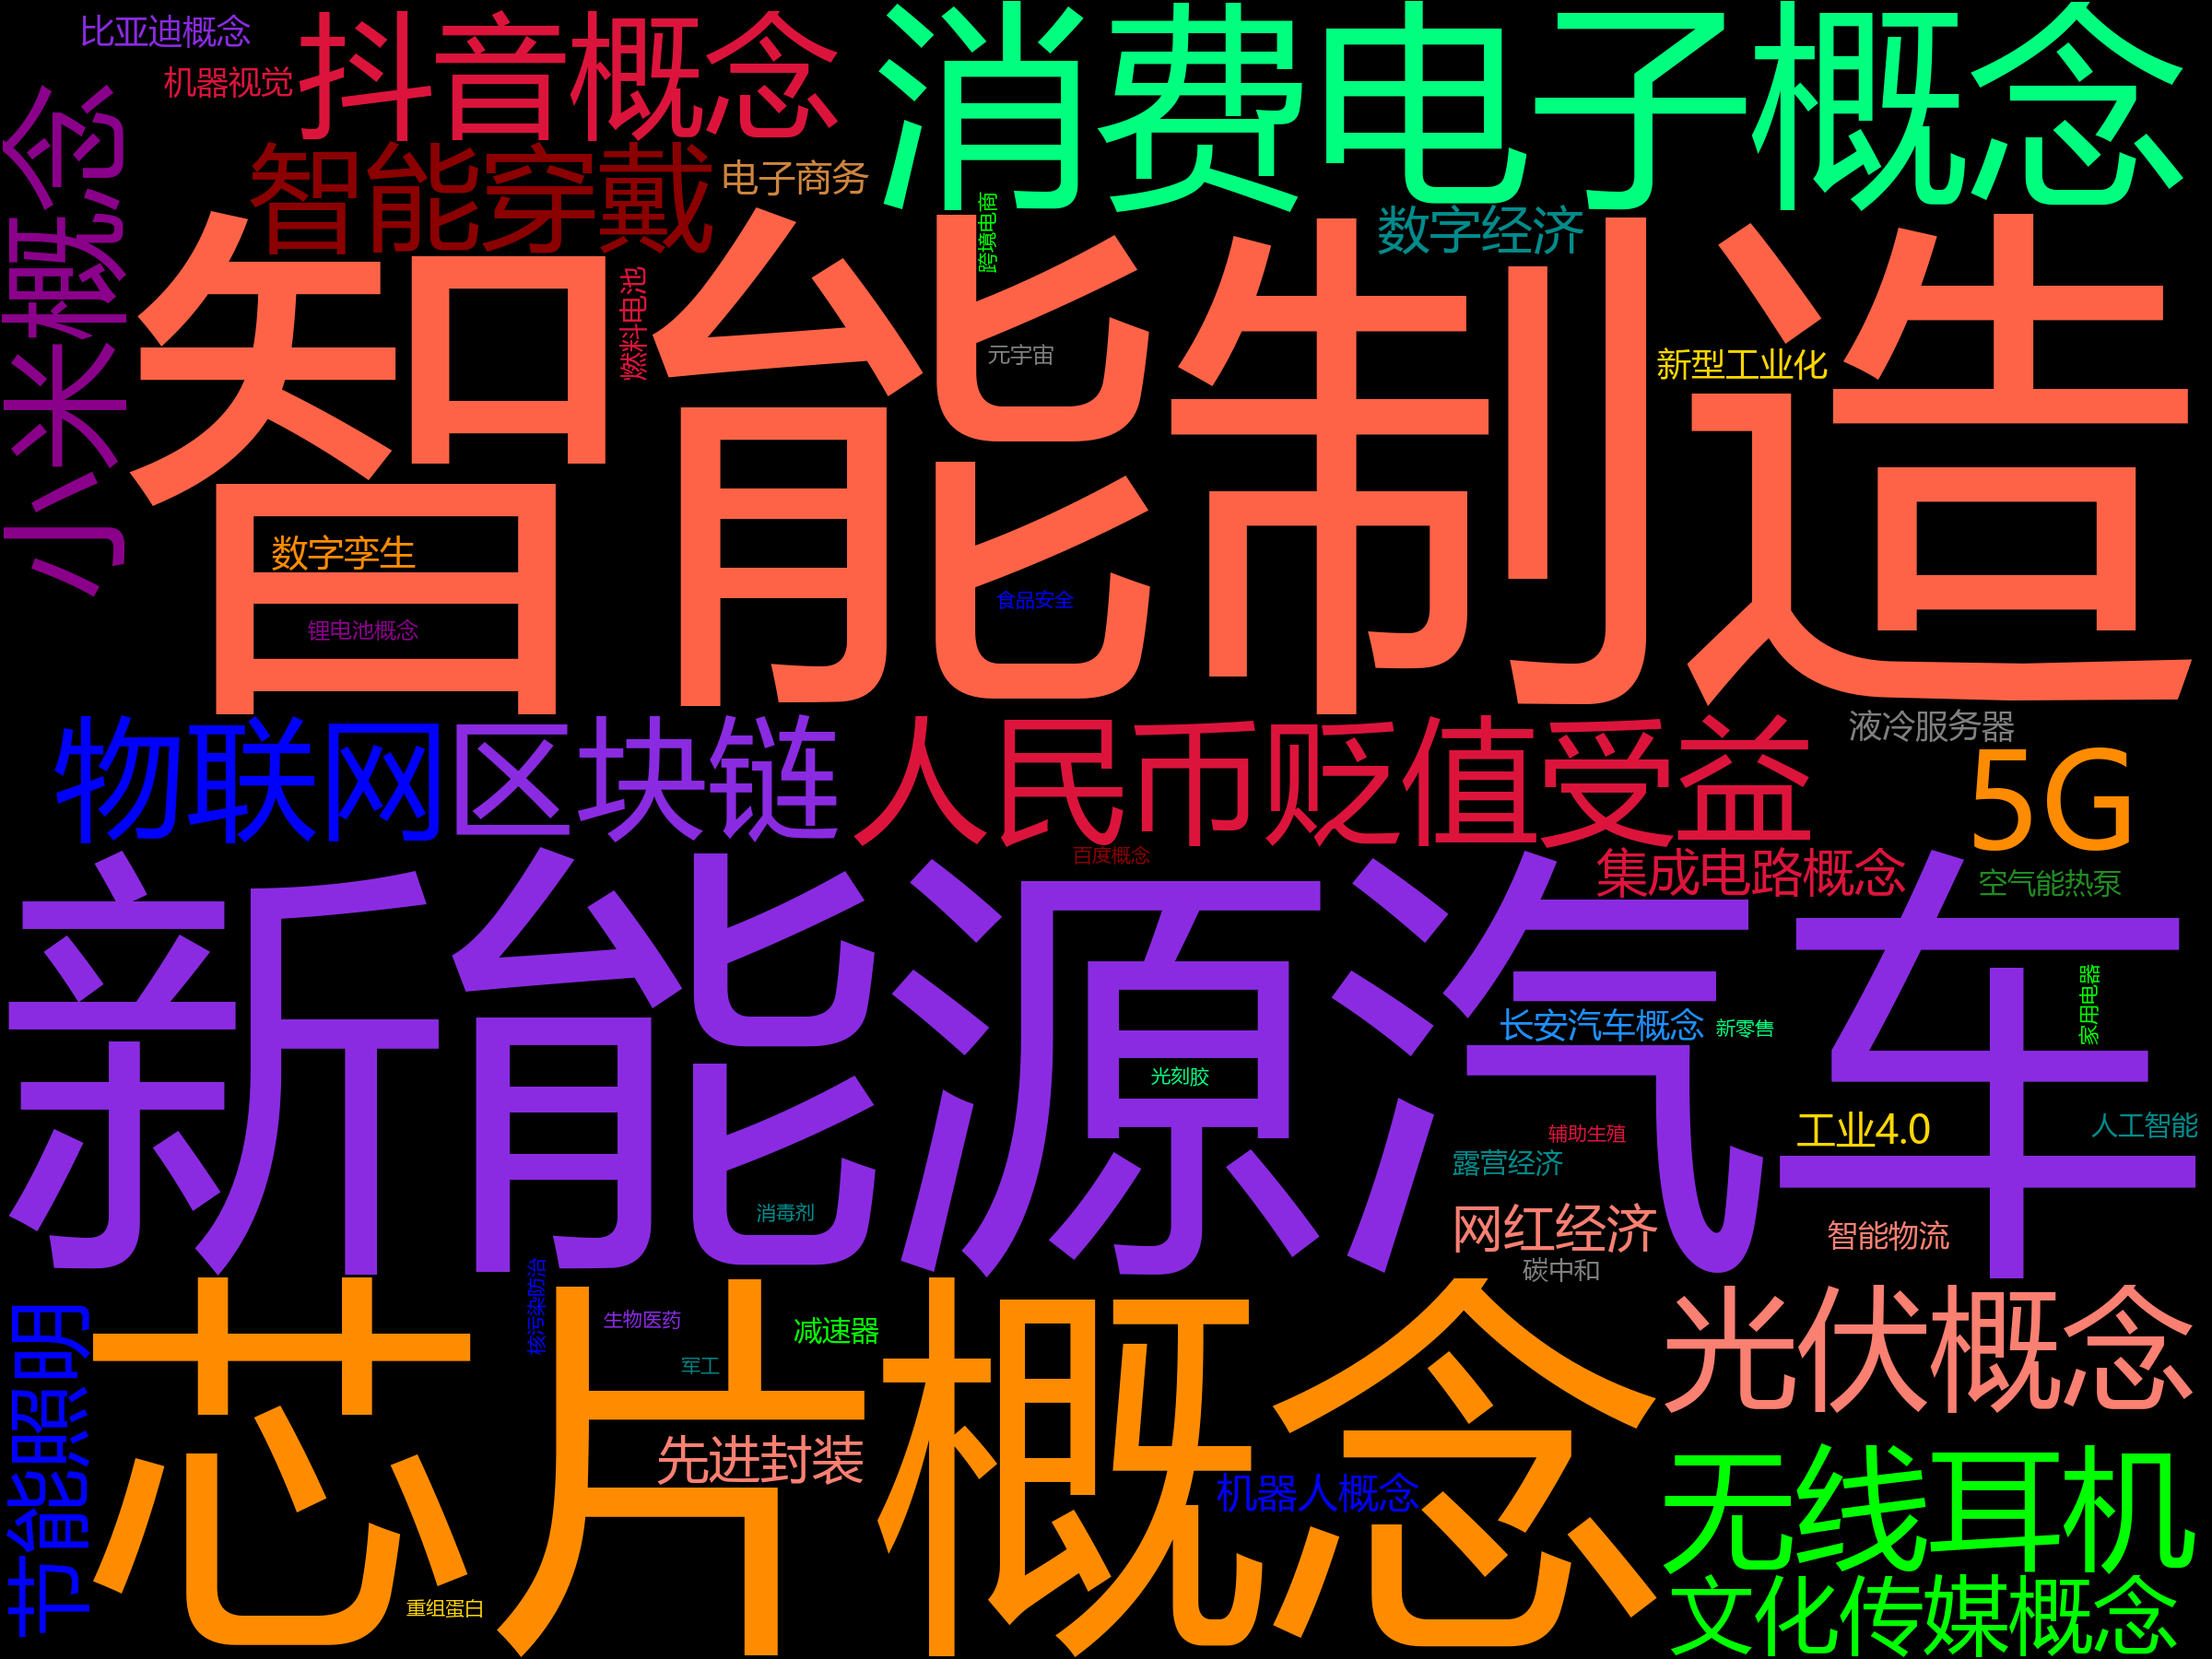 比亚迪概念
抖音概念
消费电子概念
机器视觉
小米概念
智能穿戴
电子商务
跨境电商
数字经济
智能制造
燃料电池
元宇宙
新型工业化
数字孪生
食品安全
锂电池概念
物联网
区块链
人民币贬值受益
液冷服务器
5G
百度概念
集成电路概念
空气能热泵
新能源汽车
长安汽车概念
新零售
家用电器
光刻胶
工业4.0
人工智能
辅助生殖
露营经济
消毒剂
网红经济
智能物流
碳中和
核污染防治
芯片概念
生物医药
减速器
光伏概念
节能照明
军工
先进封装
机器人概念
无线耳机
重组蛋白
文化传媒概念